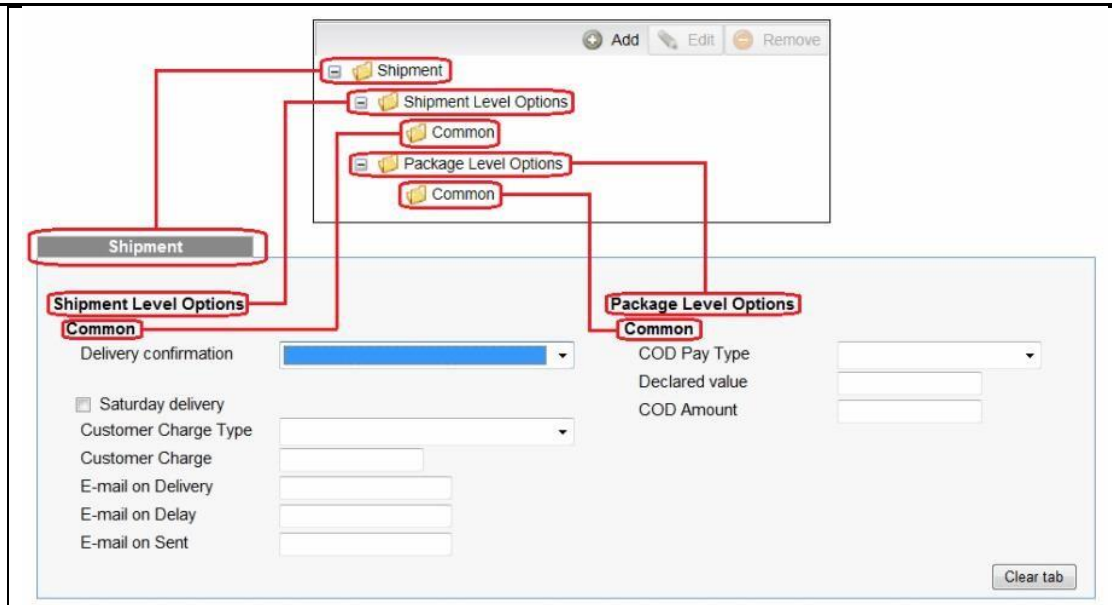 Add Edit Remove
Shipment
Shipment Level Options
Common
Package Level Options
Common
Shipment
Shipment Level Options
Common
Delivery confirmation
Saturday delivery
Customer Charge Type
Customer Charge
E-mail on Delivery
E-mail on Delay
E-mail on Sent
Package Level Options
Common
COD Pay Type
Declared value
COD Amount
Clear tab